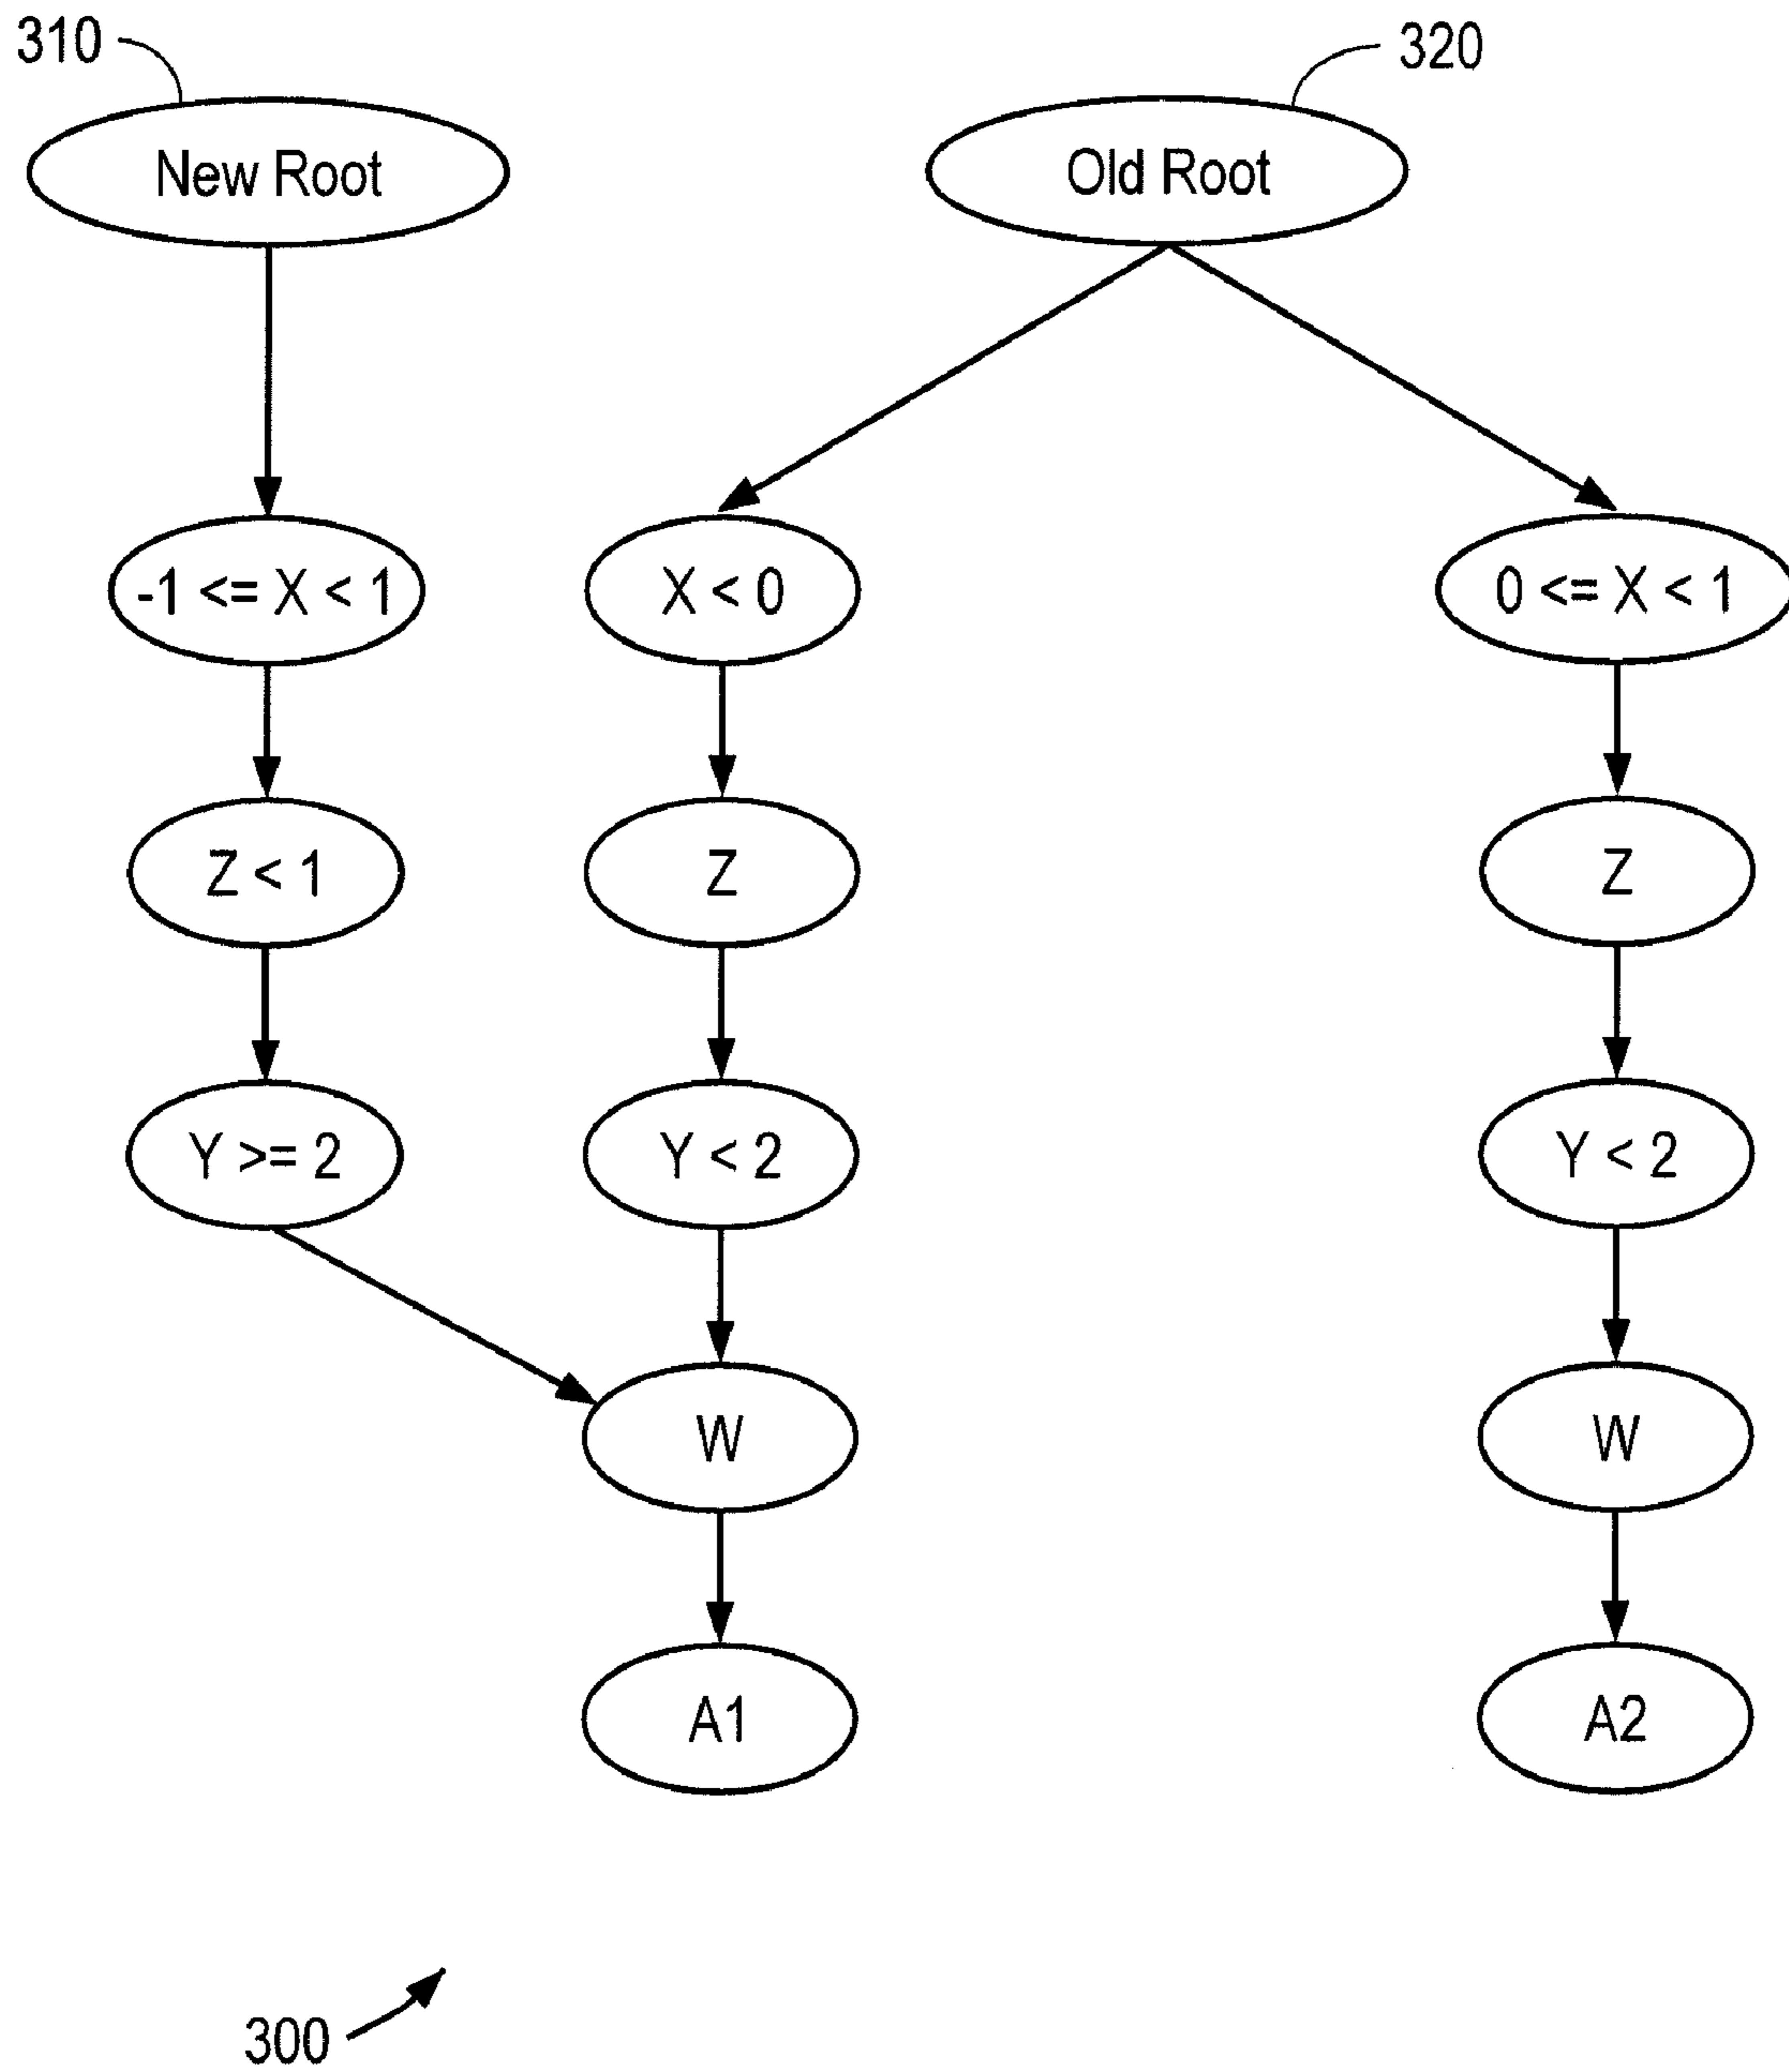 310
320
New Root
Old Root
-1 <= X < 1
X < 0
0 <= X < 1
Z < 1
Z
Z
Y >= 2
Y < 2
Y < 2
W
W
A1
A2
300